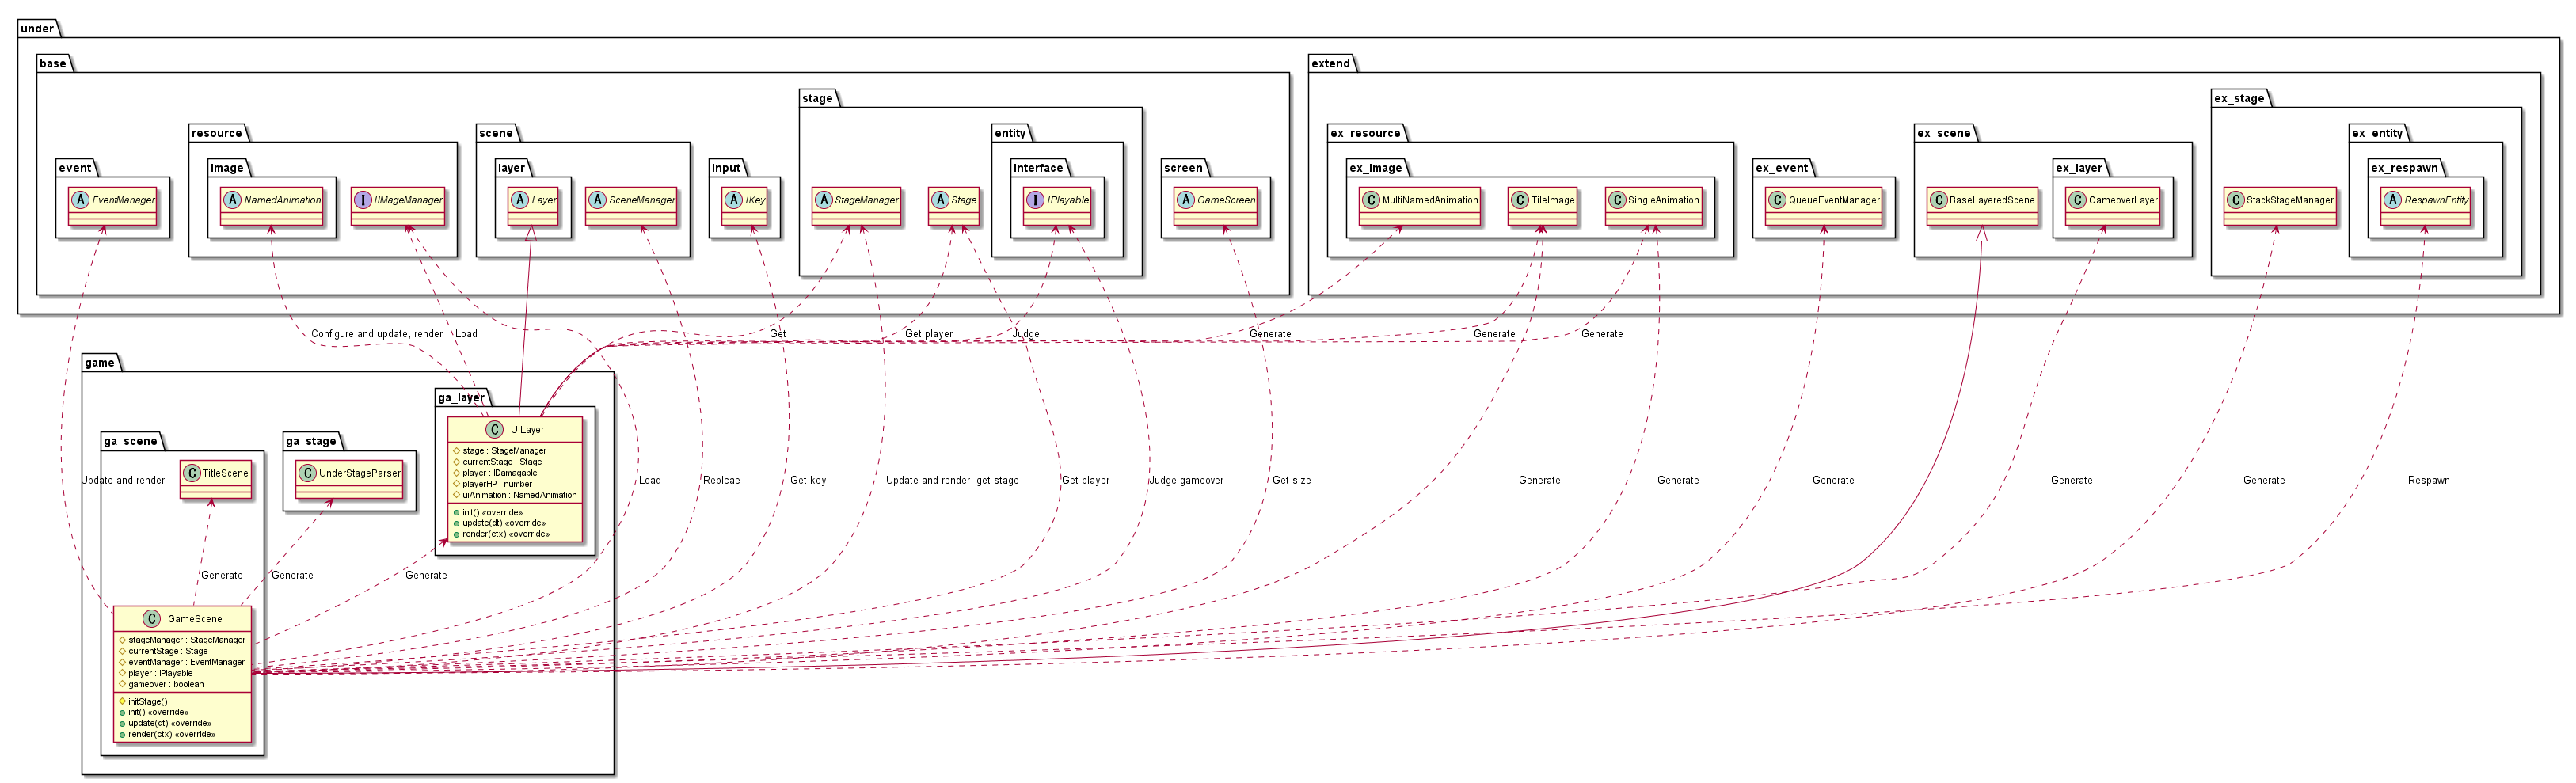 under
base
extend
stage
ex_stage
resource
scene
entity
ex_resource
ex_scene
ex_entity
event
image
layer
input
interface
screen
ex_image
ex_event
ex_layer
ex_respawn
A EventManager
A NamedAnimation
I IIMageManager
A Layer
A SceneManager
A IKey
A StageManager
A Stage
I IPlayable
A GameScreen
C MultiNamedAnimation
C TileImage
C SingleAnimation
C QueueEventManager
C BaseLayeredScene
C GameoverLayer
C StackStageManager
A RespawnEntity
Configure and update, render
Load
Get
Get player
Judge
Generate
Generate
Generate
game
ga_layer
C UILayer
stage : StageManager
currentStage : Stage
player : IDamagable
playerHP : number
uiAnimation : NamedAnimation
init() «override»
update(dt) «override»
render(ctx) «override»
ga_scene
ga_stage
C TitleScene
C UnderStageParser
Update and render
Load
Replcae
Get key
Update and render, get stage
Get player
Judge gameover
Get size
Generate
Generate
Generate
Generate
Generate
Respawn
Generate
Generate
Generate
C GameScene
stageManager : StageManager
currentStage : Stage
eventManager : EventManager
player : IPlayable
gameover : boolean
initStage()
init() «override»
update(dt) «override»
render(ctx) «override»